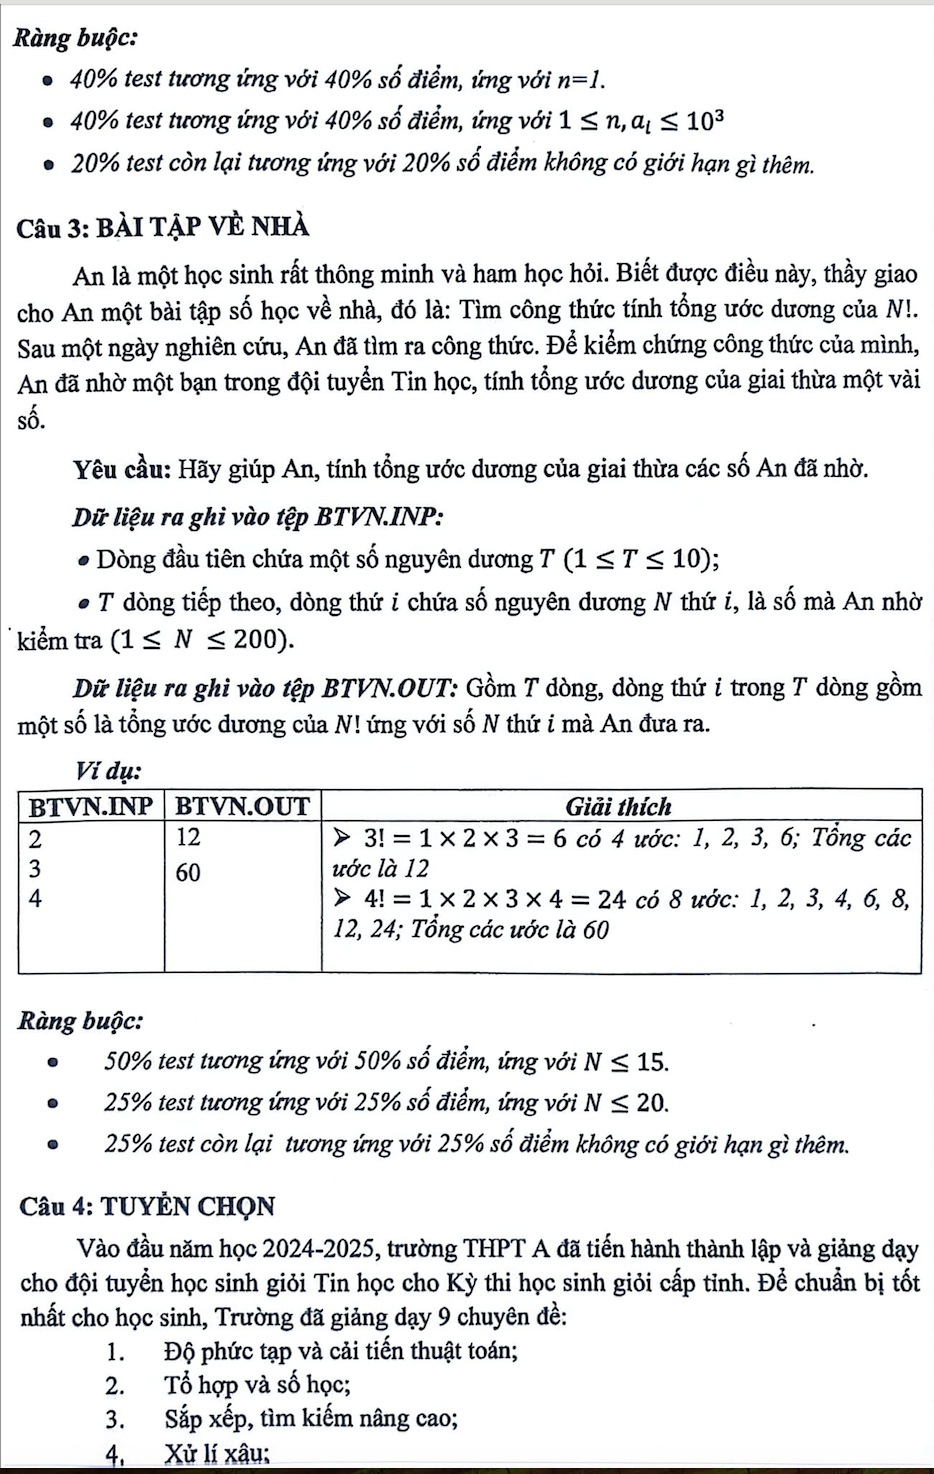 Ràng buộc:
• 40% test tương ứng với 40% số điểm, ứng với n=1.
• 40% test tương ứng với 40% số điểm, ứng với 1 ≤ n, aᵢ ≤ 10³
• 20% test còn lại tương ứng với 20% số điểm không có giới hạn gì thêm.
Câu 3: BÀI TẬP VỀ NHÀ
An là một học sinh rất thông minh và ham học hỏi. Biết được điều này, thầy giao
cho An một bài tập số học về nhà, đó là: Tìm công thức tính tổng ước dương của N!.
Sau một ngày nghiên cứu, An đã tìm ra công thức. Để kiểm chứng công thức của mình,
An đã nhờ một bạn trong đội tuyển Tin học, tính tổng ước dương của giai thừa một vài
số.
Yêu cầu: Hãy giúp An, tính tổng ước dương của giai thừa các số An đã nhờ.
Dữ liệu ra ghi vào tệp BTVN.INP:
• Dòng đầu tiên chứa một số nguyên dương T (1 ≤ T ≤ 10);
• T dòng tiếp theo, dòng thứ i chứa số nguyên dương N thứ i, là số mà An nhờ
kiểm tra (1 ≤ N ≤ 200).
Dữ liệu ra ghi vào tệp BTVN.OUT: Gồm T dòng, dòng thứ i trong T dòng gồm
một số là tổng ước dương của N! ứng với số N thứ i mà An đưa ra.
Ví dụ:
BTVN.INP BTVN.OUT Giải thích
2 12 ➢ 3! = 1 × 2 × 3 = 6 có 4 ước: 1, 2, 3, 6; Tổng các
3 60 ước là 12
4 ➢ 4! = 1 × 2 × 3 × 4 = 24 có 8 ước: 1, 2, 3, 4, 6, 8,
12, 24; Tổng các ước là 60
Ràng buộc:
• 50% test tương ứng với 50% số điểm, ứng với N ≤ 15.
• 25% test tương ứng với 25% số điểm, ứng với N ≤ 20.
• 25% test còn lại tương ứng với 25% số điểm không có giới hạn gì thêm.
Câu 4: TUYỂN CHỌN
Vào đầu năm học 2024-2025, trường THPT A đã tiến hành thành lập và giảng dạy
cho đội tuyển học sinh giỏi Tin học cho Kỳ thi học sinh giỏi cấp tỉnh. Để chuẩn bị tốt
nhất cho học sinh, Trường đã giảng dạy 9 chuyên đề:
1. Độ phức tạp và cải tiến thuật toán;
2. Tổ hợp và số học;
3. Sắp xếp, tìm kiếm nâng cao;
4. Xử lí xâu;